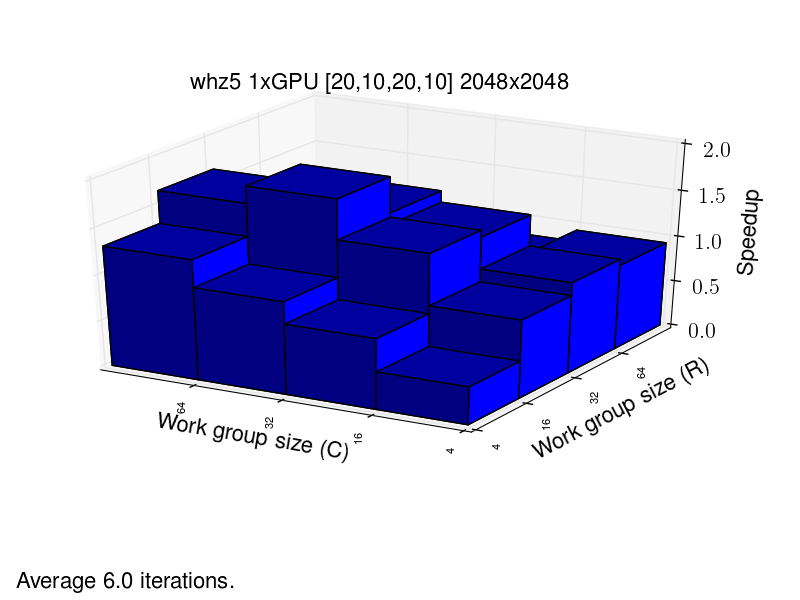 whz5 1xGPU [20,10,20,10] 2048x2048
2.0
1.5
1.0
0.5
0.0
Speedup
64
32
16
4
Work group size (C)
4
16
32
64
Work group size (R)
Average 6.0 iterations.